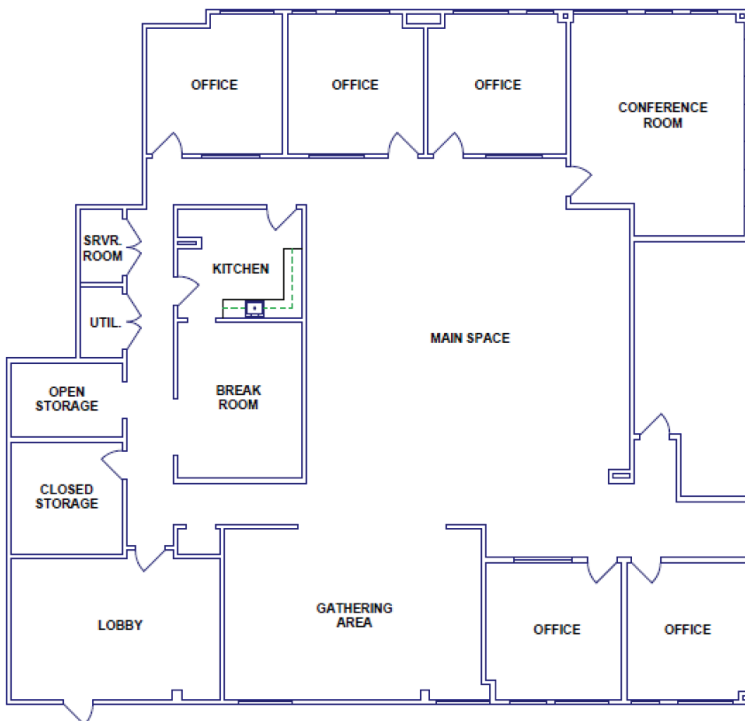 OFFICE
OFFICE
OFFICE
CONFERENCE
ROOM
SRVR.
ROOM
KITCHEN
UTIL.
MAIN SPACE
OPEN
STORAGE
BREAK
ROOM
CLOSED
STORAGE
LOBBY
GATHERING
AREA
OFFICE
OFFICE